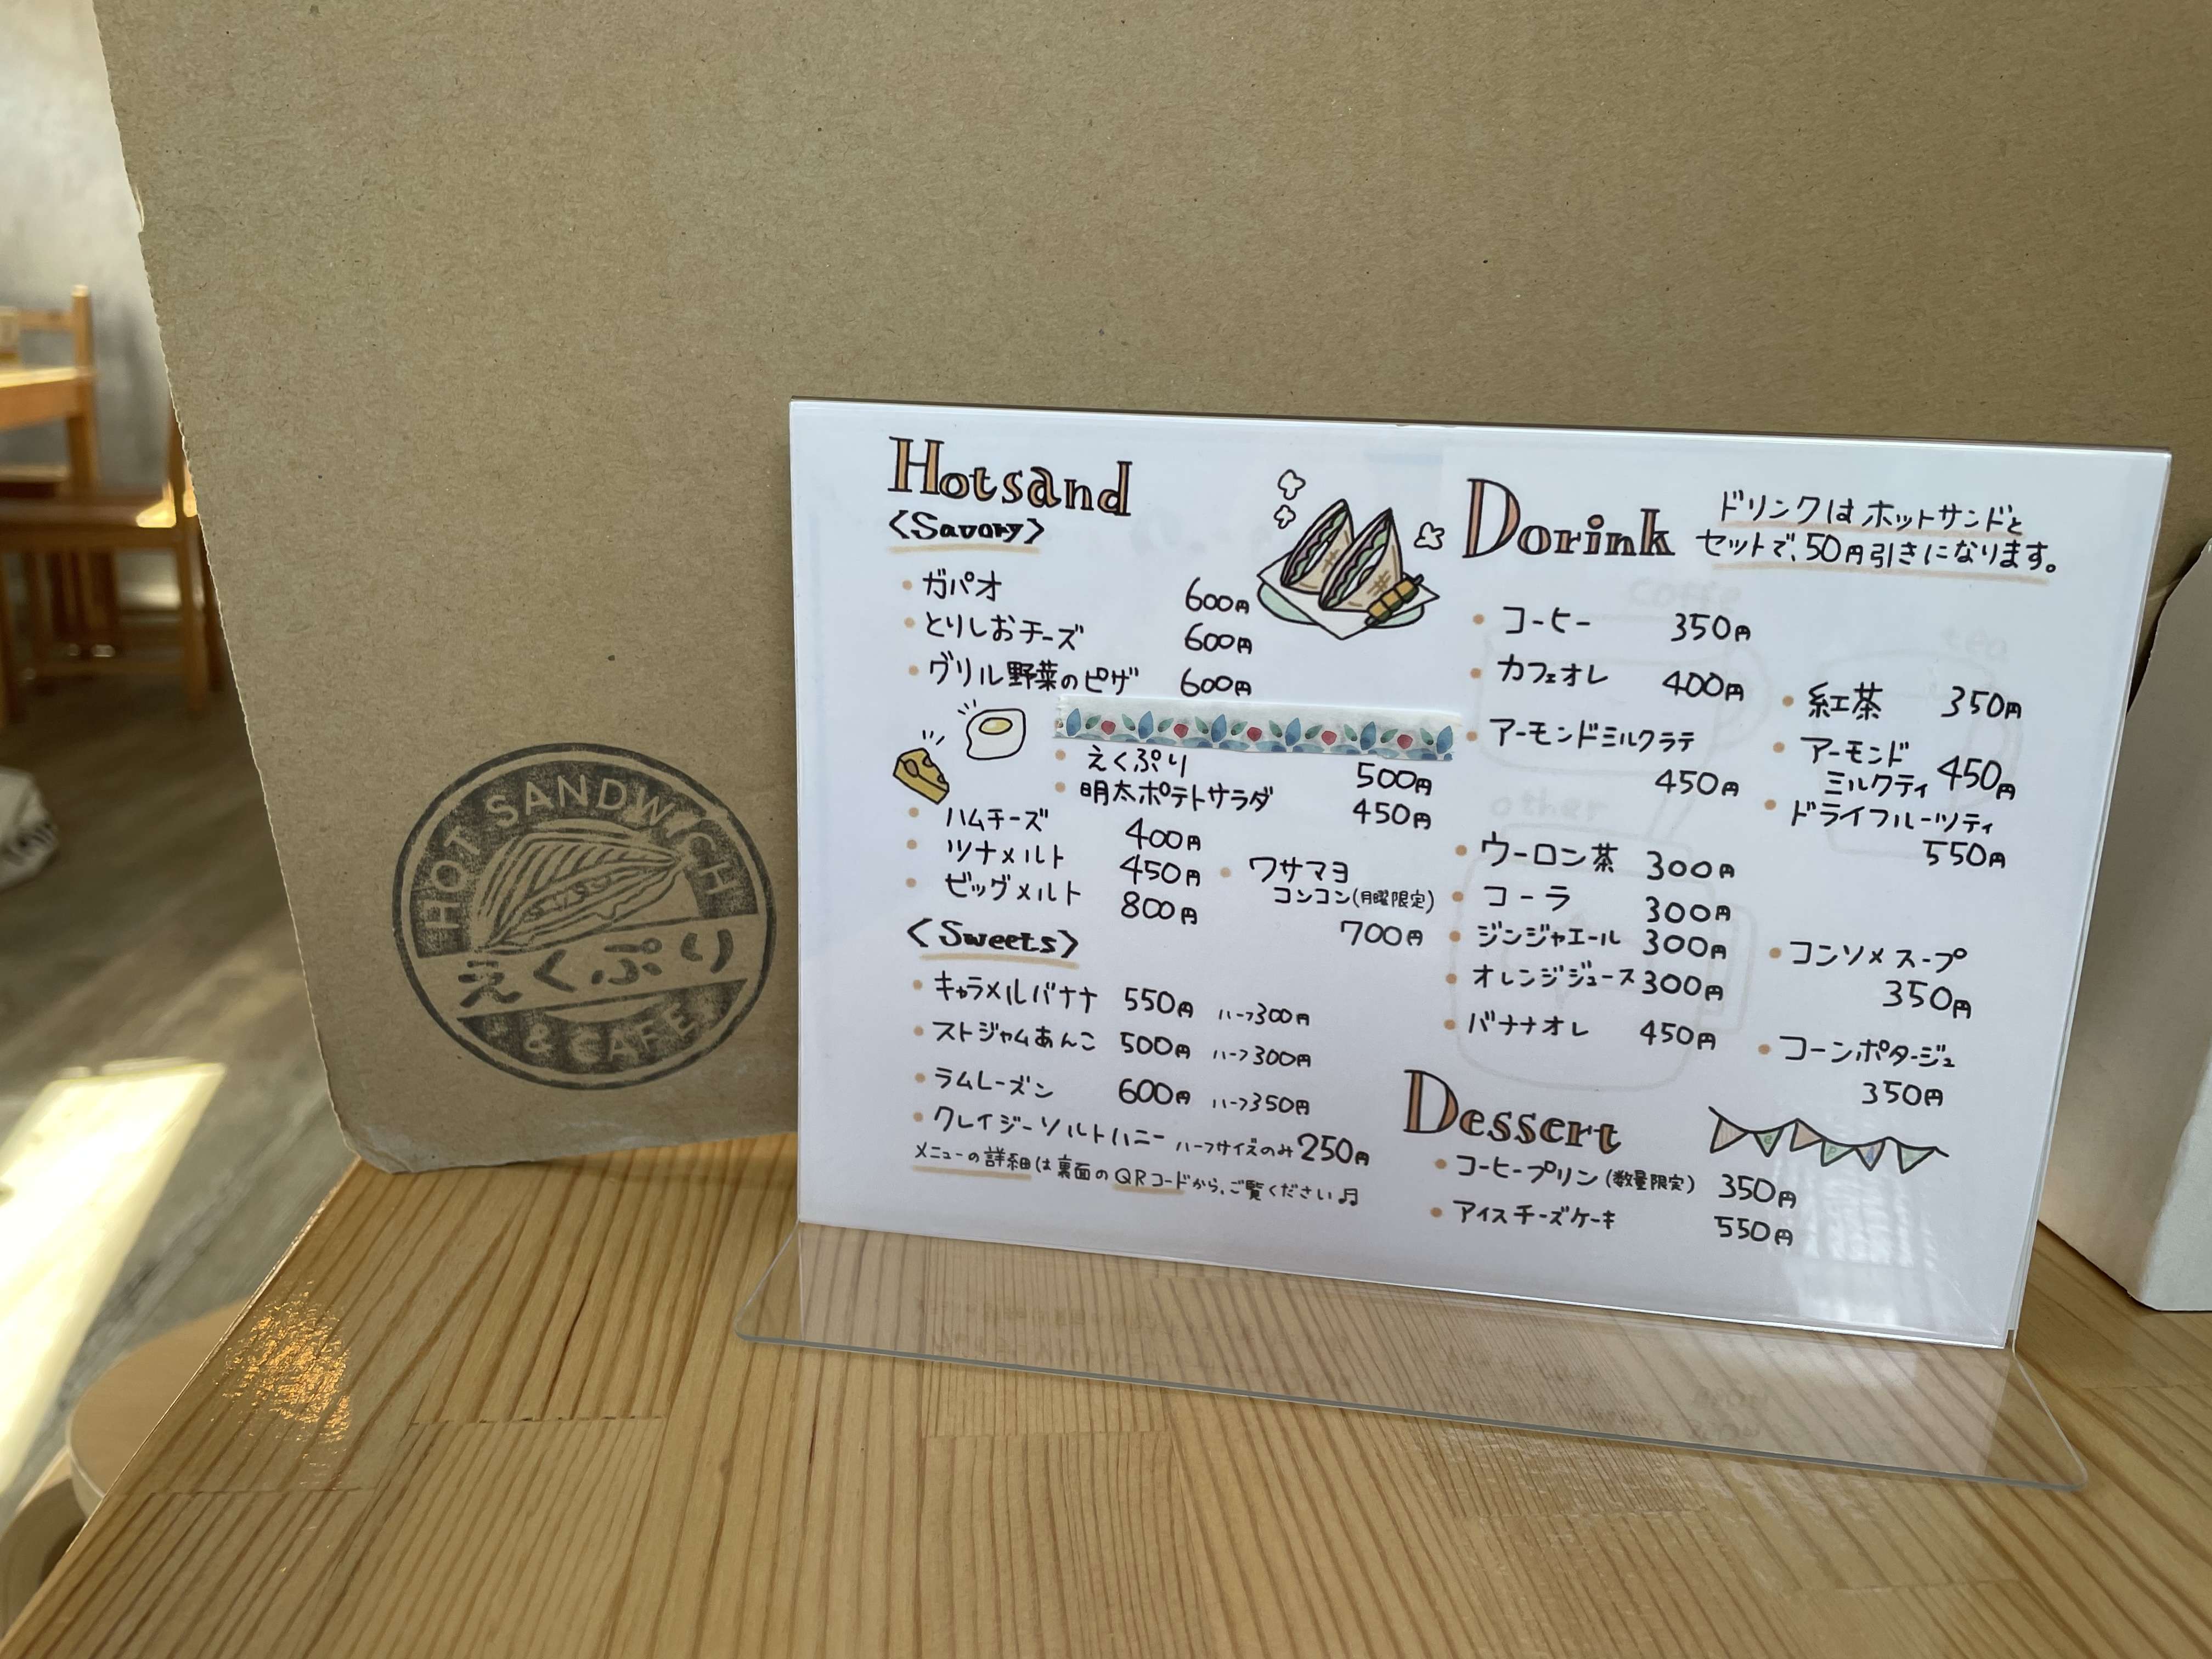 HOT SANDWICH
えくぷり
& CAFE
Hotsand
<Savory>
・ガパオ 600円
・とりしおチーズ 600円
・グリル野菜のピザ 600円
・えくぷり 500円
・明太ポテトサラダ 450円
・ハムチーズ 400円
・ツナメルト 450円
・ビッグメルト 800円
・ワサマヨ
コンコン(月曜限定)
700円
<Sweets>
・キャラメルバナナ 550円 ハーフ300円
・ストジャムあんこ 500円 ハーフ300円
・ラムレーズン 600円 ハーフ350円
・クレイジーソルトハニー ハーフサイズのみ250円
メニューの詳細は裏面のQRコードから、ご覧ください♬
Dorink
ドリンクはホットサンドと
セットで、50円引きになります。
・コーヒー 350円
・カフェオレ 400円
・アーモンドミルクラテ
450円
・紅茶 350円
・アーモンド
ミルクティ 450円
・ドライフルーツティ
550円
・ウーロン茶 300円
・コーラ 300円
・ジンジャエール 300円
・オレンジジュース 300円
・バナナオレ 450円
・コンソメスープ
350円
・コーンポタージュ
350円
Dessert
・コーヒープリン(数量限定) 350円
・アイスチーズケーキ 550円